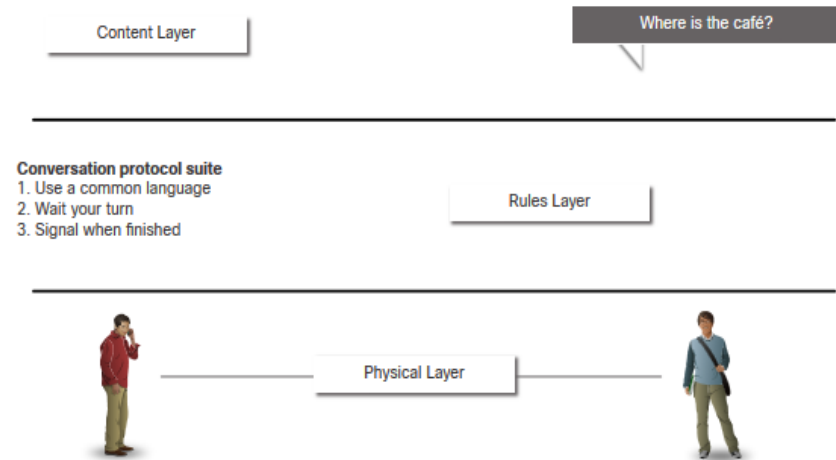 Content Layer
Where is the café?
Conversation protocol suite
1. Use a common language
2. Wait your turn
3. Signal when finished
Rules Layer
Physical Layer